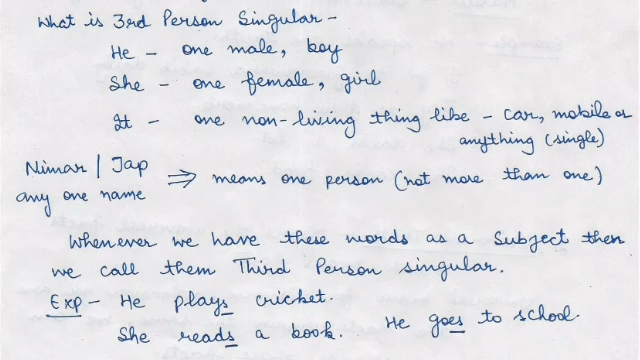 What is 3rd Person Singular -
He - one male, boy
She - one female, girl
It - one non-living thing like - car, mobile or
anything (single)
Nimar | Jap ⇒ means one person (not more than one)
any one name
Whenever we have these words as a Subject then
we call them Third Person singular.
Exp - He plays cricket.
She reads a book. He goes to school.